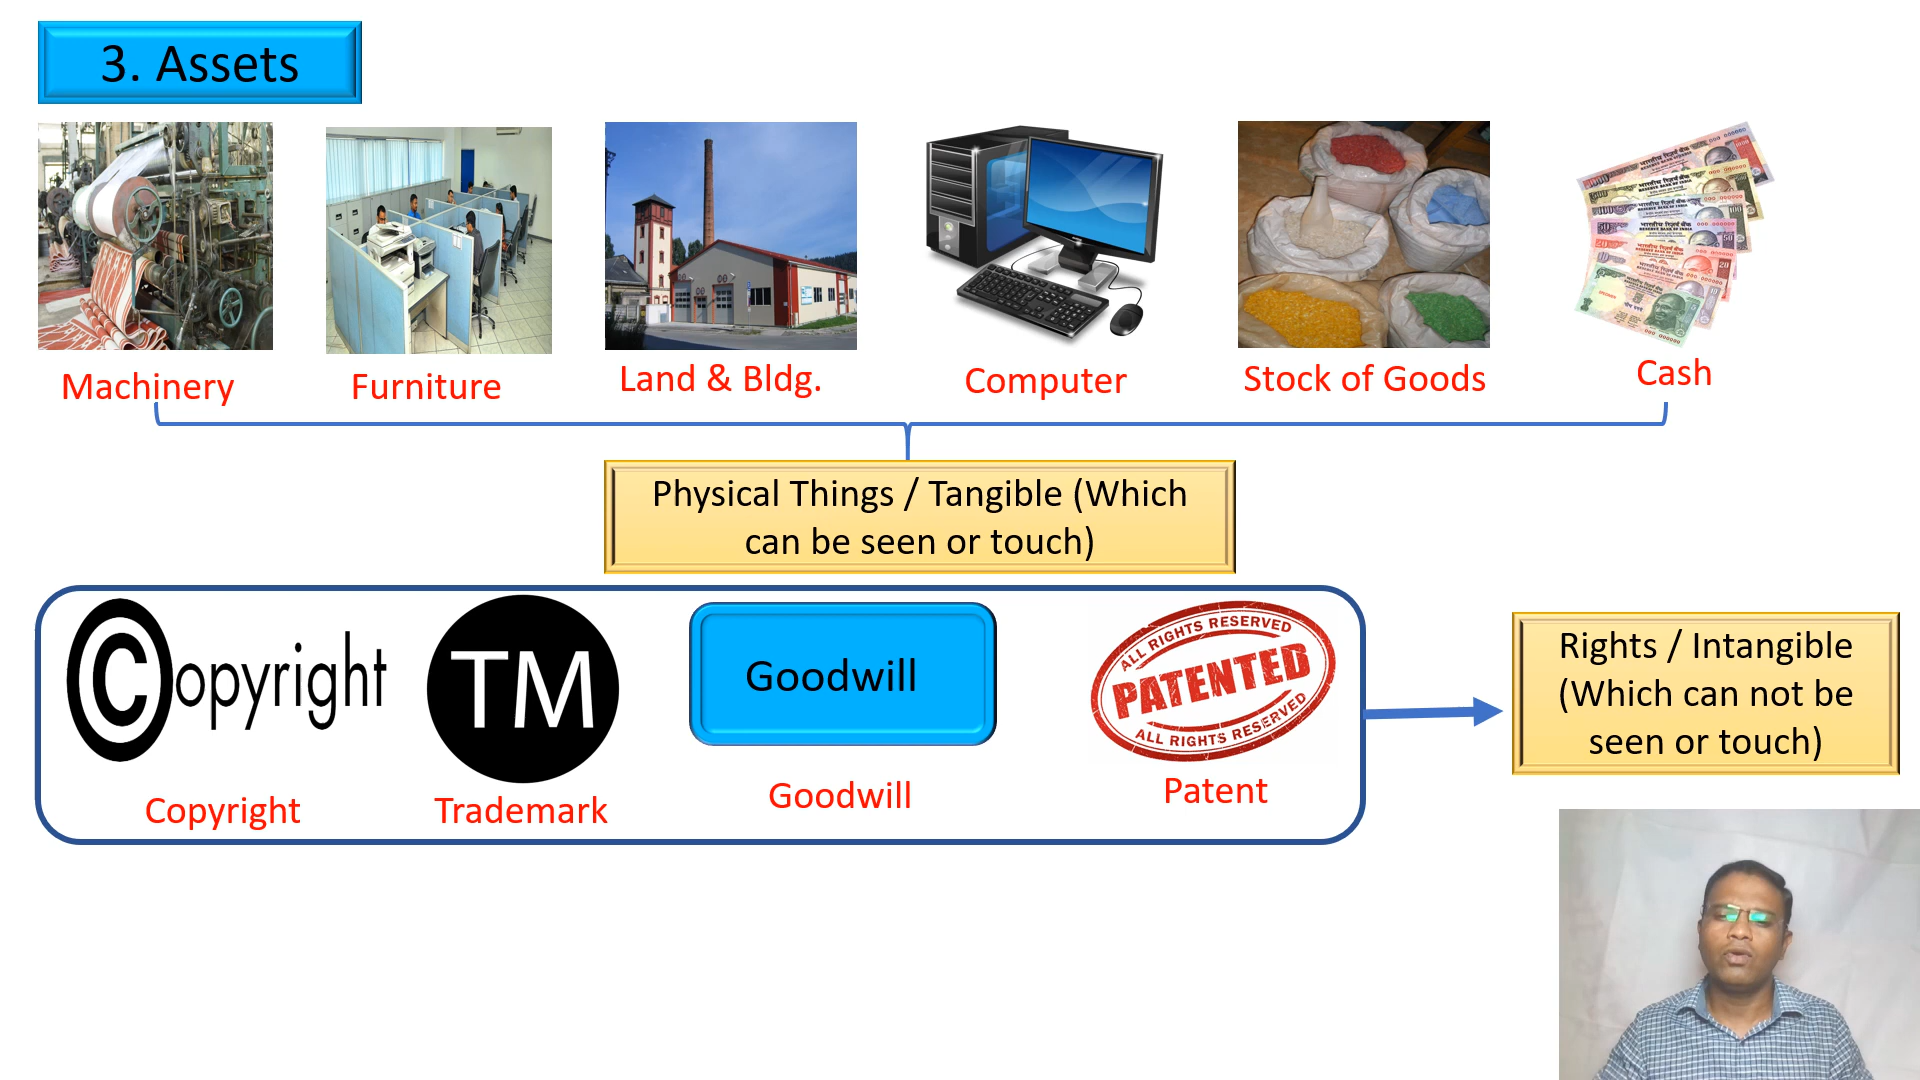 3. Assets
Machinery
Furniture
Land & Bldg.
Computer
Stock of Goods
Cash
Physical Things / Tangible (Which
can be seen or touch)
Copyright
TM
Goodwill
ALL RIGHTS RESERVED
PATENTED
ALL RIGHTS RESERVED
Copyright
Trademark
Goodwill
Patent
Rights / Intangible
(Which can not be
seen or touch)